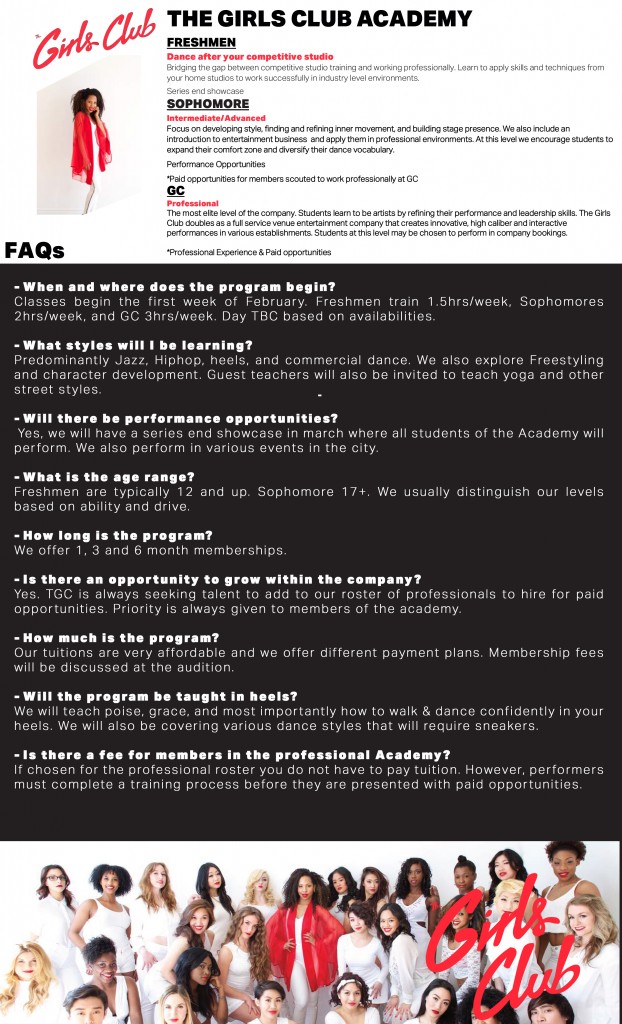 The
Girls Club
THE GIRLS CLUB ACADEMY
FRESHMEN
Dance after your competitive studio
Bridging the gap between competitive studio training and working professionally. Learn to apply skills and techniques from
your home studios to work successfully in industry level environments.
Series end showcase
SOPHOMORE
Intermediate/Advanced
Focus on developing style, finding and refining inner movement, and building stage presence. We also include an
introduction to entertainment business and apply them in professional environments. At this level we encourage students to
expand their comfort zone and diversify their dance vocabulary.
Performance Opportunities
*Paid opportunities for members scouted to work professionally at GC
GC
Professional
The most elite level of the company. Students learn to be artists by refining their performance and leadership skills. The Girls
Club doubles as a full service venue entertainment company that creates innovative, high caliber and interactive
performances in various establishments. Students at this level may be chosen to perform in company bookings.
*Professional Experience & Paid opportunities
FAQs
- When and where does the program begin?
Classes begin the first week of February. Freshmen train 1.5hrs/week, Sophomores
2hrs/week, and GC 3hrs/week. Day TBC based on availabilities.
- What styles will I be learning?
Predominantly Jazz, Hiphop, heels, and commercial dance. We also explore Freestyling
and character development. Guest teachers will also be invited to teach yoga and other
street styles.
-
- Will there be performance opportunities?
Yes, we will have a series end showcase in march where all students of the Academy will
perform. We also perform in various events in the city.
- What is the age range?
Freshmen are typically 12 and up. Sophomore 17+. We usually distinguish our levels
based on ability and drive.
- How long is the program?
We offer 1, 3 and 6 month memberships.
- Is there an opportunity to grow within the company?
Yes. TGC is always seeking talent to add to our roster of professionals to hire for paid
opportunities. Priority is always given to members of the academy.
- How much is the program?
Our tuitions are very affordable and we offer different payment plans. Membership fees
will be discussed at the audition.
- Will the program be taught in heels?
We will teach poise, grace, and most importantly how to walk & dance confidently in your
heels. We will also be covering various dance styles that will require sneakers.
- Is there a fee for members in the professional Academy?
If chosen for the professional roster you do not have to pay tuition. However, performers
must complete a training process before they are presented with paid opportunities.
Girls
Club